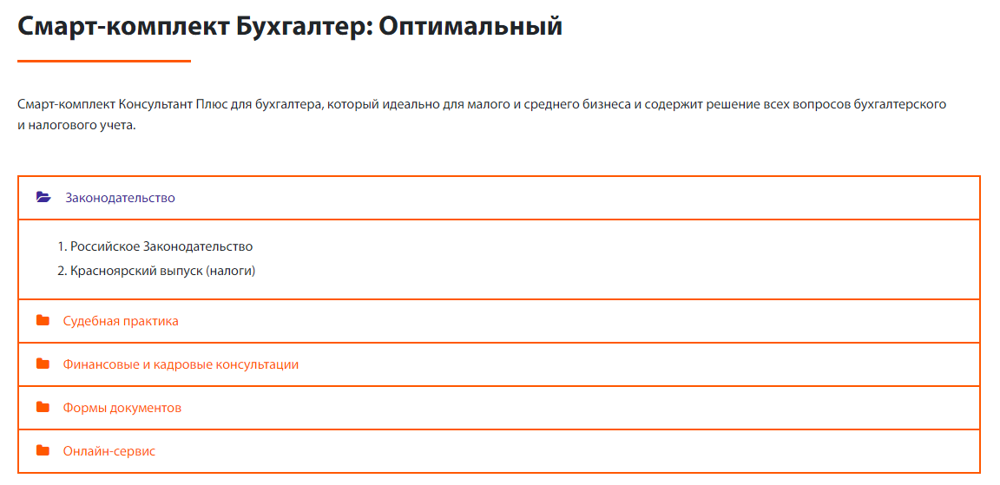 Смарт-комплект Бухгалтер: Оптимальный
Смарт-комплект Консультант Плюс для бухгалтера, который идеально для малого и среднего бизнеса и содержит решение всех вопросов бухгалтерского
и налогового учета.
Законодательство
1. Российское Законодательство
2. Красноярский выпуск (налоги)
Судебная практика
Финансовые и кадровые консультации
Формы документов
Онлайн-сервис